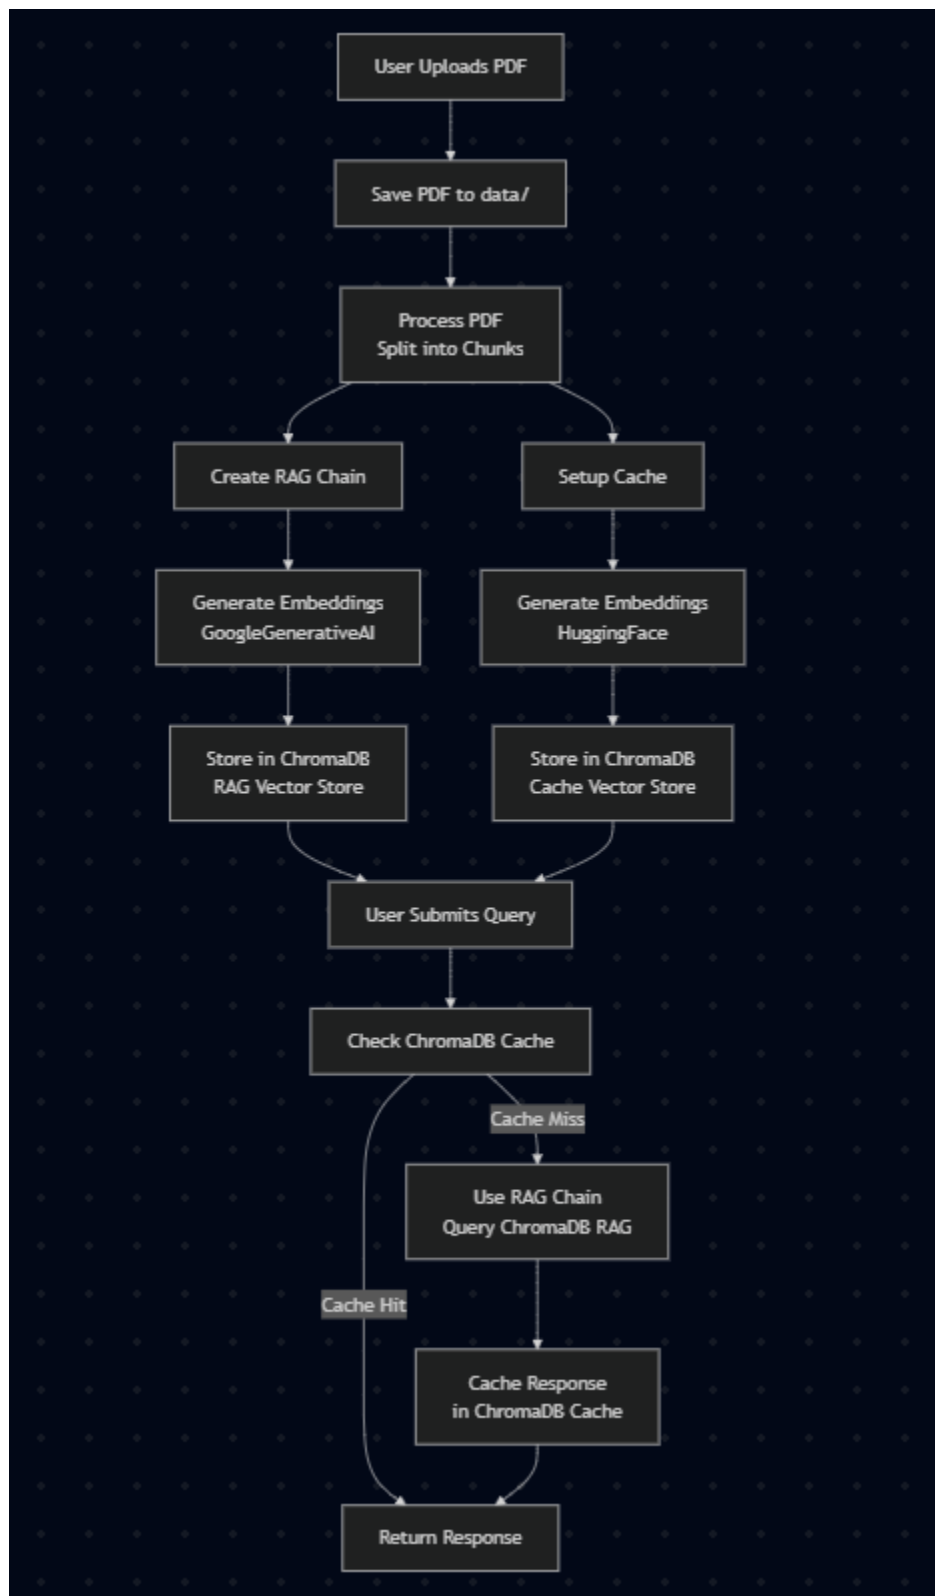 User Uploads PDF
Save PDF to data/
Process PDF
Split into Chunks
Create RAG Chain
Setup Cache
Generate Embeddings
GoogleGenerativeAI
Generate Embeddings
HuggingFace
Store in ChromaDB
RAG Vector Store
Store in ChromaDB
Cache Vector Store
User Submits Query
Check ChromaDB Cache
Cache Miss
Use RAG Chain
Query ChromaDB RAG
Cache Hit
Cache Response
in ChromaDB Cache
Return Response